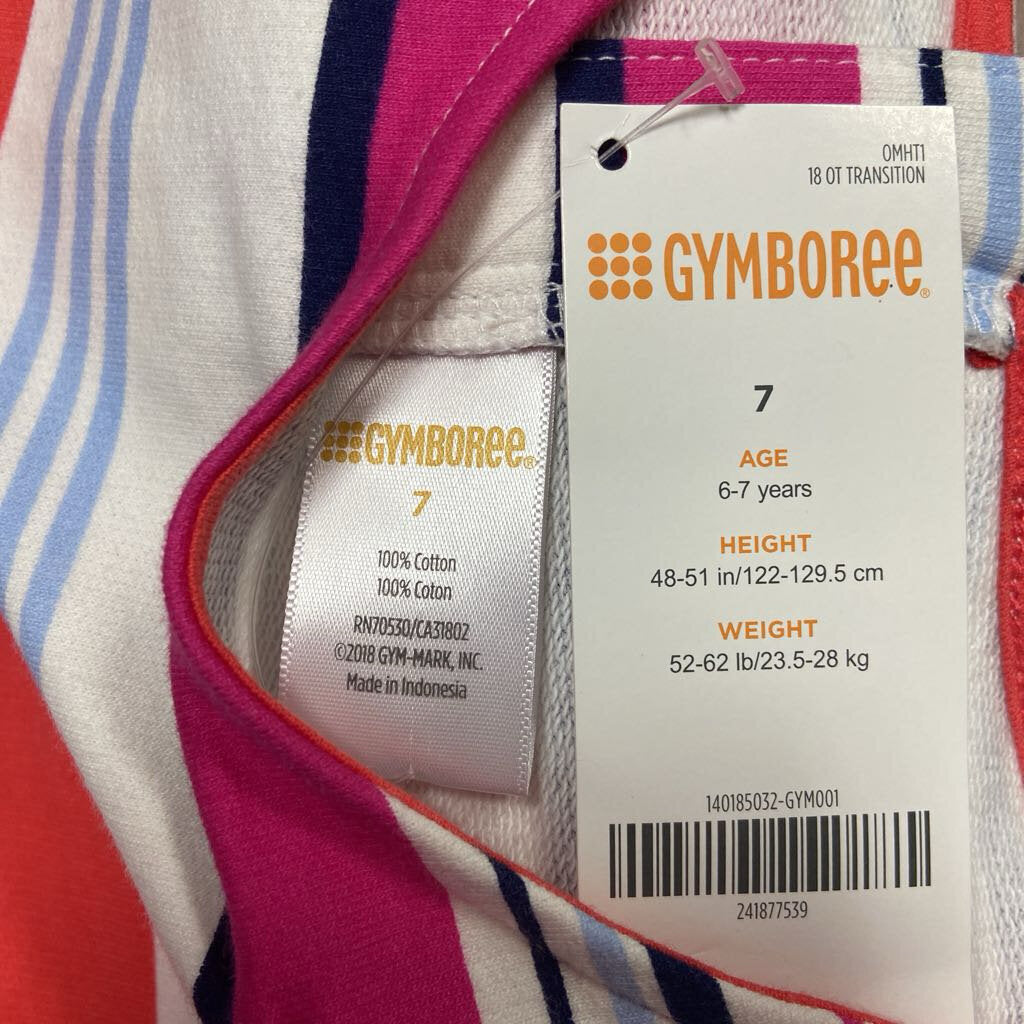 OMHT1
18 OT TRANSITION
GYMBOREE®
7
AGE
6-7 years
HEIGHT
48-51 in/122-129.5 cm
WEIGHT
52-62 lb/23.5-28 kg
140185032-GYM001
241877539
GYMBOREE®
7
100% Cotton
100% Coton
RN70530/CA31802
©2018 GYM-MARK, INC.
Made in Indonesia